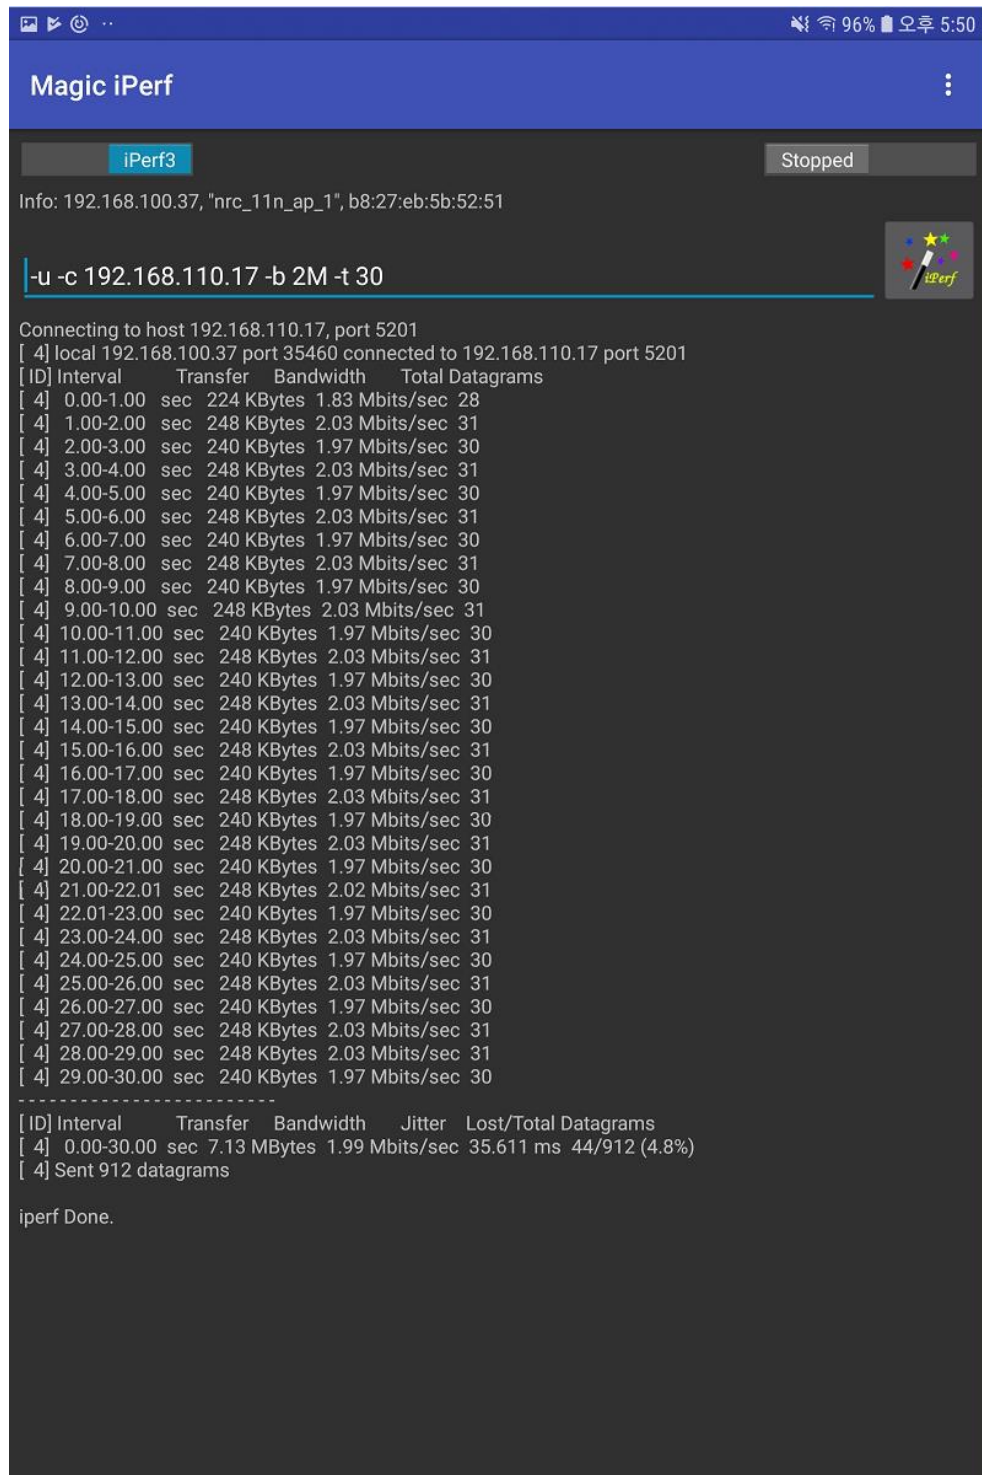 96% 오후 5:50
Magic iPerf
iPerf3
Stopped
Info: 192.168.100.37, "nrc_11n_ap_1", b8:27:eb:5b:52:51
iPerf
-u -c 192.168.110.17 -b 2M -t 30
Connecting to host 192.168.110.17, port 5201
[ 4] local 192.168.100.37 port 35460 connected to 192.168.110.17 port 5201
[ ID] Interval Transfer Bandwidth Total Datagrams
[ 4] 0.00-1.00 sec 224 KBytes 1.83 Mbits/sec 28
[ 4] 1.00-2.00 sec 248 KBytes 2.03 Mbits/sec 31
[ 4] 2.00-3.00 sec 240 KBytes 1.97 Mbits/sec 30
[ 4] 3.00-4.00 sec 248 KBytes 2.03 Mbits/sec 31
[ 4] 4.00-5.00 sec 240 KBytes 1.97 Mbits/sec 30
[ 4] 5.00-6.00 sec 248 KBytes 2.03 Mbits/sec 31
[ 4] 6.00-7.00 sec 240 KBytes 1.97 Mbits/sec 30
[ 4] 7.00-8.00 sec 248 KBytes 2.03 Mbits/sec 31
[ 4] 8.00-9.00 sec 240 KBytes 1.97 Mbits/sec 30
[ 4] 9.00-10.00 sec 248 KBytes 2.03 Mbits/sec 31
[ 4] 10.00-11.00 sec 240 KBytes 1.97 Mbits/sec 30
[ 4] 11.00-12.00 sec 248 KBytes 2.03 Mbits/sec 31
[ 4] 12.00-13.00 sec 240 KBytes 1.97 Mbits/sec 30
[ 4] 13.00-14.00 sec 248 KBytes 2.03 Mbits/sec 31
[ 4] 14.00-15.00 sec 240 KBytes 1.97 Mbits/sec 30
[ 4] 15.00-16.00 sec 248 KBytes 2.03 Mbits/sec 31
[ 4] 16.00-17.00 sec 240 KBytes 1.97 Mbits/sec 30
[ 4] 17.00-18.00 sec 248 KBytes 2.03 Mbits/sec 31
[ 4] 18.00-19.00 sec 240 KBytes 1.97 Mbits/sec 30
[ 4] 19.00-20.00 sec 248 KBytes 2.03 Mbits/sec 31
[ 4] 20.00-21.00 sec 240 KBytes 1.97 Mbits/sec 30
[ 4] 21.00-22.01 sec 248 KBytes 2.02 Mbits/sec 31
[ 4] 22.01-23.00 sec 240 KBytes 1.97 Mbits/sec 30
[ 4] 23.00-24.00 sec 248 KBytes 2.03 Mbits/sec 31
[ 4] 24.00-25.00 sec 240 KBytes 1.97 Mbits/sec 30
[ 4] 25.00-26.00 sec 248 KBytes 2.03 Mbits/sec 31
[ 4] 26.00-27.00 sec 240 KBytes 1.97 Mbits/sec 30
[ 4] 27.00-28.00 sec 248 KBytes 2.03 Mbits/sec 31
[ 4] 28.00-29.00 sec 248 KBytes 2.03 Mbits/sec 31
[ 4] 29.00-30.00 sec 240 KBytes 1.97 Mbits/sec 30
- - - - - - - - - - - - - - - - - - - - - - - - -
[ ID] Interval Transfer Bandwidth Jitter Lost/Total Datagrams
[ 4] 0.00-30.00 sec 7.13 MBytes 1.99 Mbits/sec 35.611 ms 44/912 (4.8%)
[ 4] Sent 912 datagrams
iperf Done.